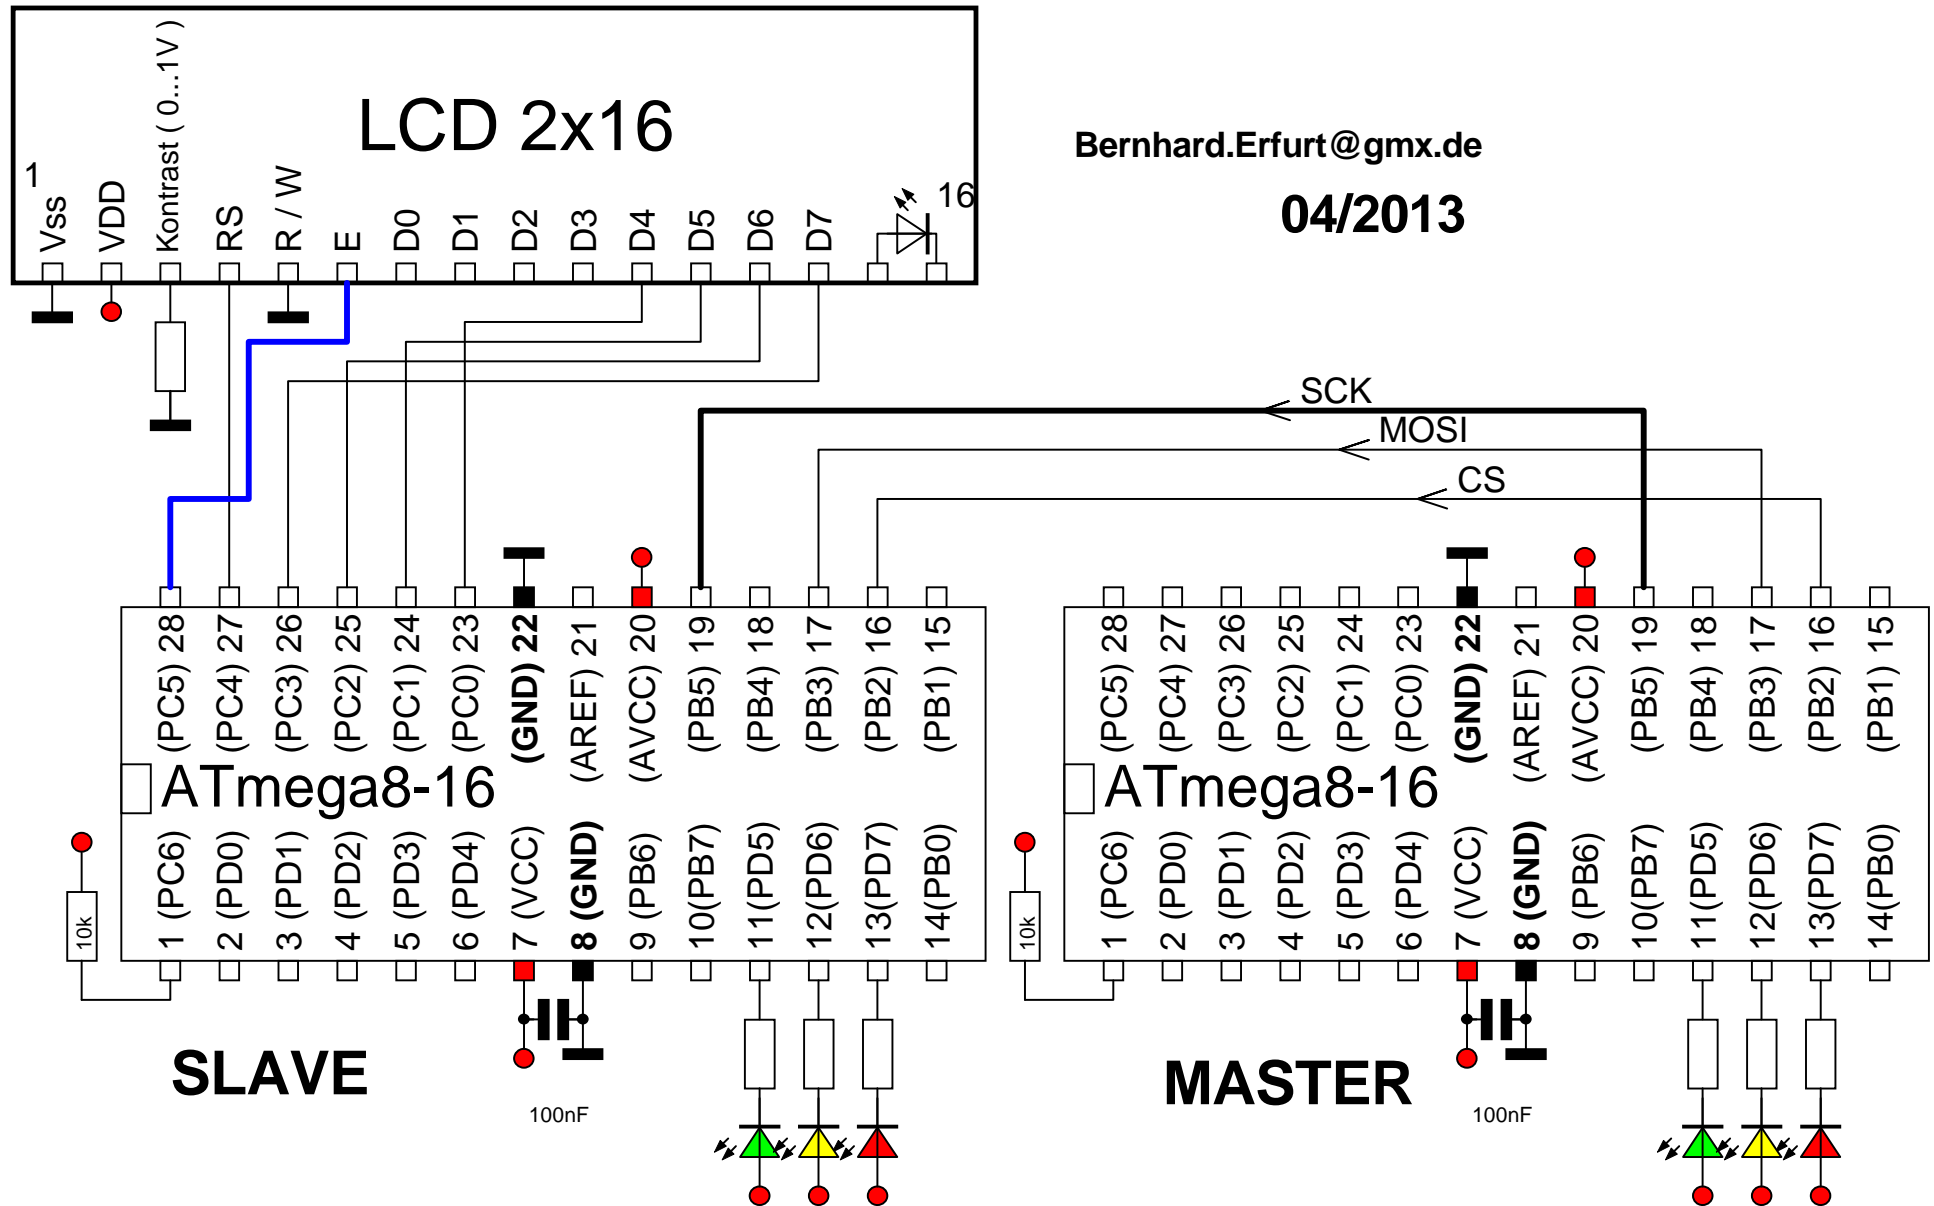 LCD 2x16
1
Vss
VDD
Kontrast ( 0...1V )
RS
R / W
E
D0
D1
D2
D3
D4
D5
D6
D7
16
Bernhard.Erfurt@gmx.de
04/2013
SCK
MOSI
CS
(PC5) 28
(PC4) 27
(PC3) 26
(PC2) 25
(PC1) 24
(PC0) 23
(GND) 22
(AREF) 21
(AVCC) 20
(PB5) 19
(PB4) 18
(PB3) 17
(PB2) 16
(PB1) 15
ATmega8-16
10k
1 (PC6)
2 (PD0)
3 (PD1)
4 (PD2)
5 (PD3)
6 (PD4)
7 (VCC)
8 (GND)
9 (PB6)
10(PB7)
11(PD5)
12(PD6)
13(PD7)
14(PB0)
SLAVE
100nF
(PC5) 28
(PC4) 27
(PC3) 26
(PC2) 25
(PC1) 24
(PC0) 23
(GND) 22
(AREF) 21
(AVCC) 20
(PB5) 19
(PB4) 18
(PB3) 17
(PB2) 16
(PB1) 15
ATmega8-16
10k
1 (PC6)
2 (PD0)
3 (PD1)
4 (PD2)
5 (PD3)
6 (PD4)
7 (VCC)
8 (GND)
9 (PB6)
10(PB7)
11(PD5)
12(PD6)
13(PD7)
14(PB0)
MASTER
100nF